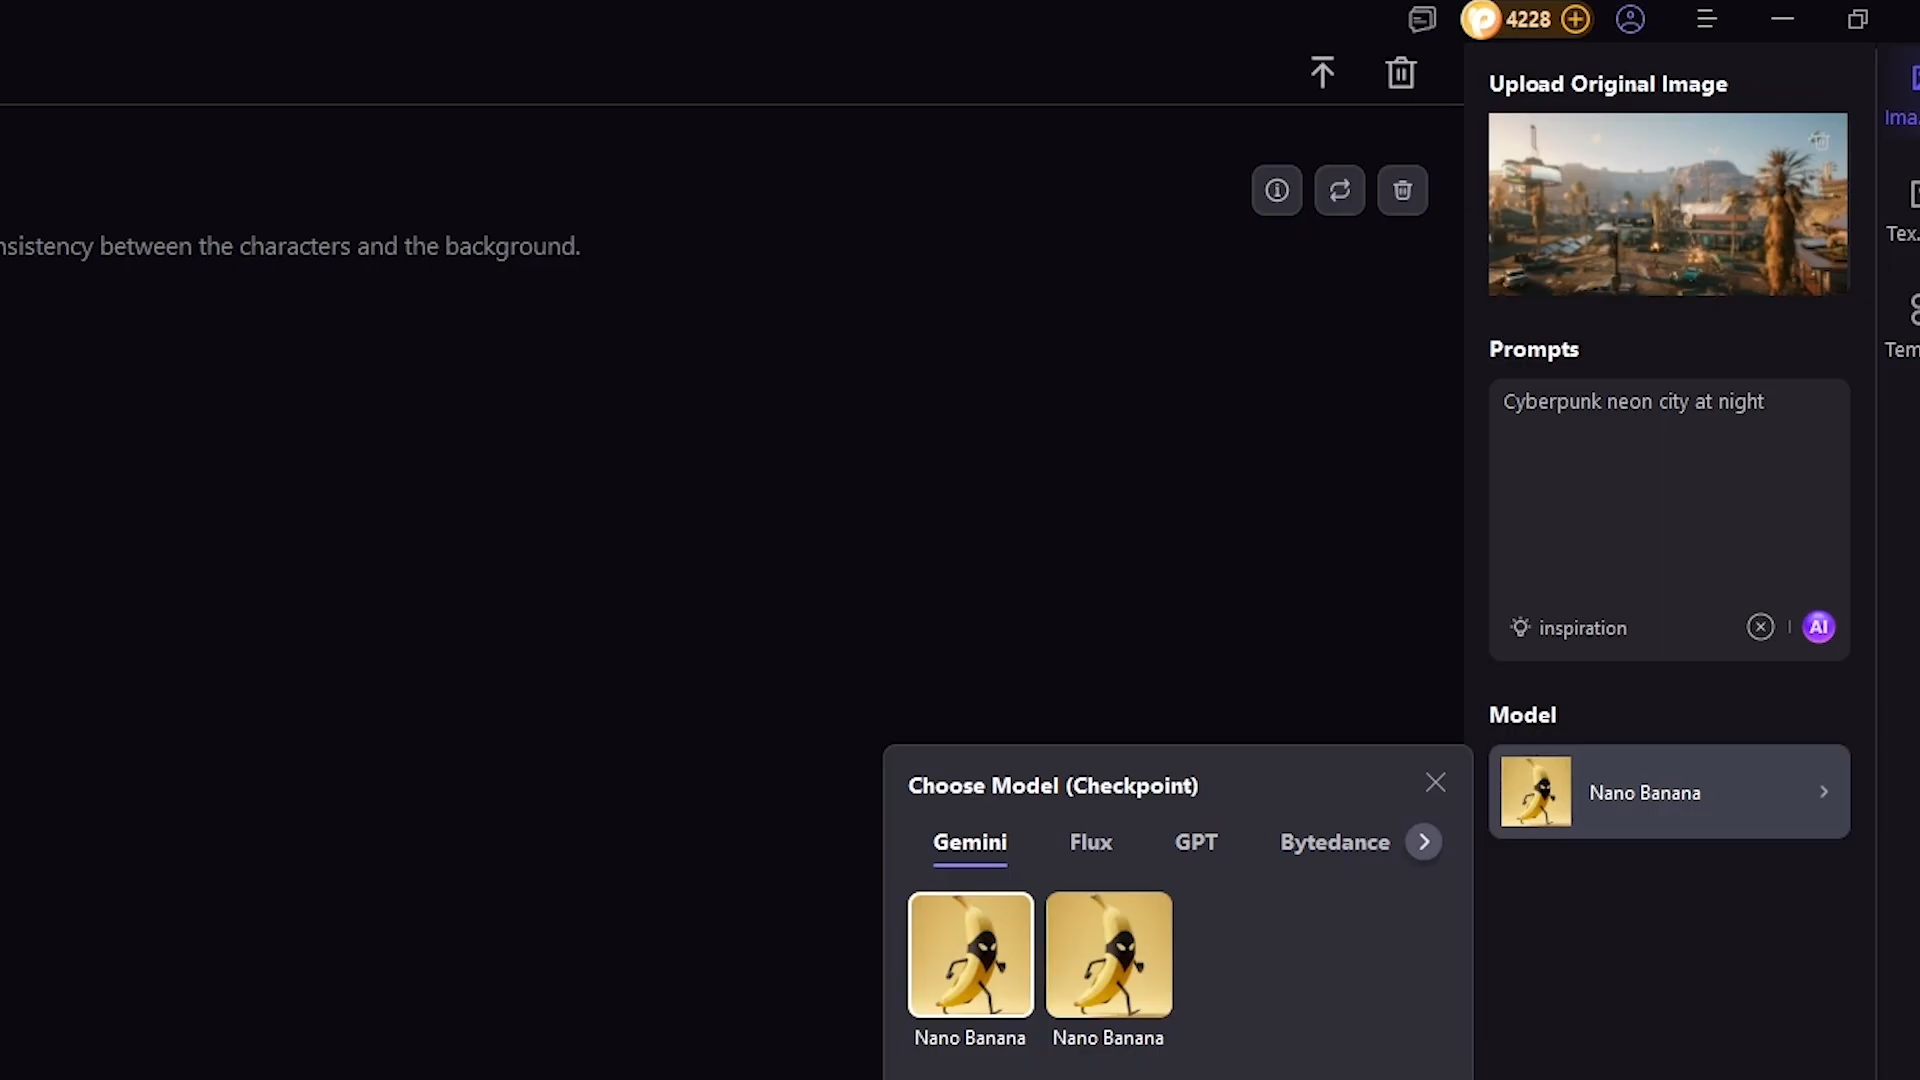 4228
Upload Original Image
Ima.
nsistency between the characters and the background.
Tex.
Prompts
Tem
Cyberpunk neon city at night
inspiration
AI
Model
Choose Model (Checkpoint)
Nano Banana
Gemini Flux GPT Bytedance
Nano Banana Nano Banana